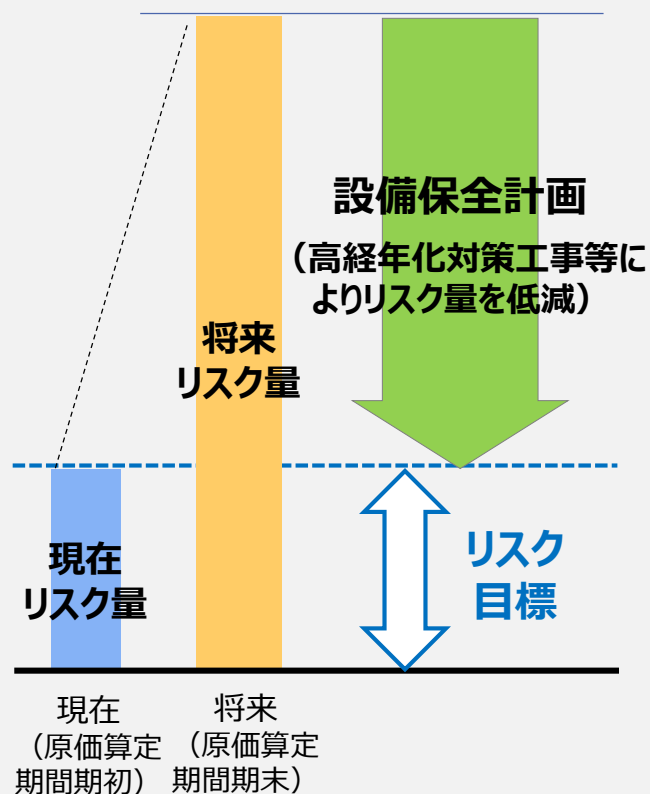 設備保全計画
（高経年化対策工事等に
よりリスク量を低減）
将来
リスク量
現在
リスク量
リスク
目標
現在
（原価算定
期間期初）
将来
（原価算定
期間期末）